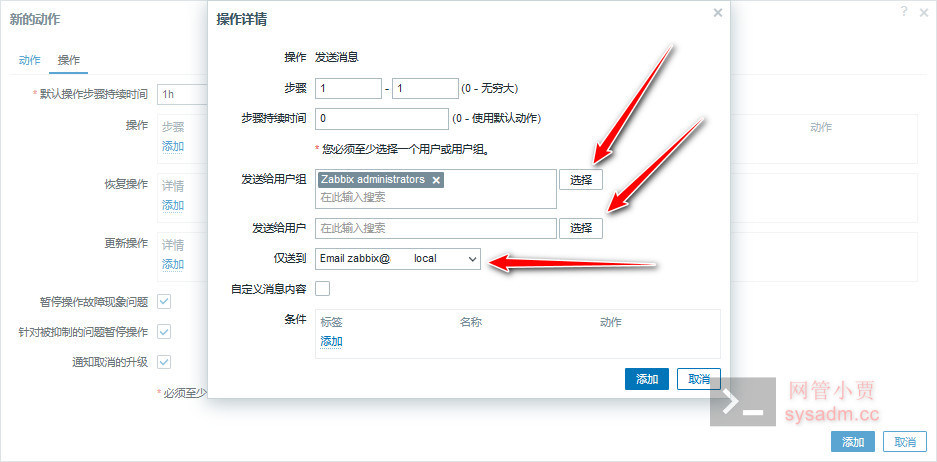 新的动作
? ×
动作 操作
* 默认操作步骤持续时间 1h
操作 步骤 动作
添加
恢复操作 详情
添加
更新操作 详情
添加
暂停操作故障现象问题
针对被抑制的问题暂停操作
通知取消的升级
* 必须至少
操作详情 ×
操作 发送消息
步骤 1 - 1 (0 - 无穷大)
步骤持续时间 0 (0 - 使用默认动作)
* 您必须至少选择一个用户或用户组。
发送给用户组 Zabbix administrators × 选择
在此输入搜索
发送给用户 在此输入搜索 选择
仅送到 Email zabbix@ local
自定义消息内容
条件 标签 名称 动作
添加
添加 取消
网管小贾
sysadm.cc
添加 取消